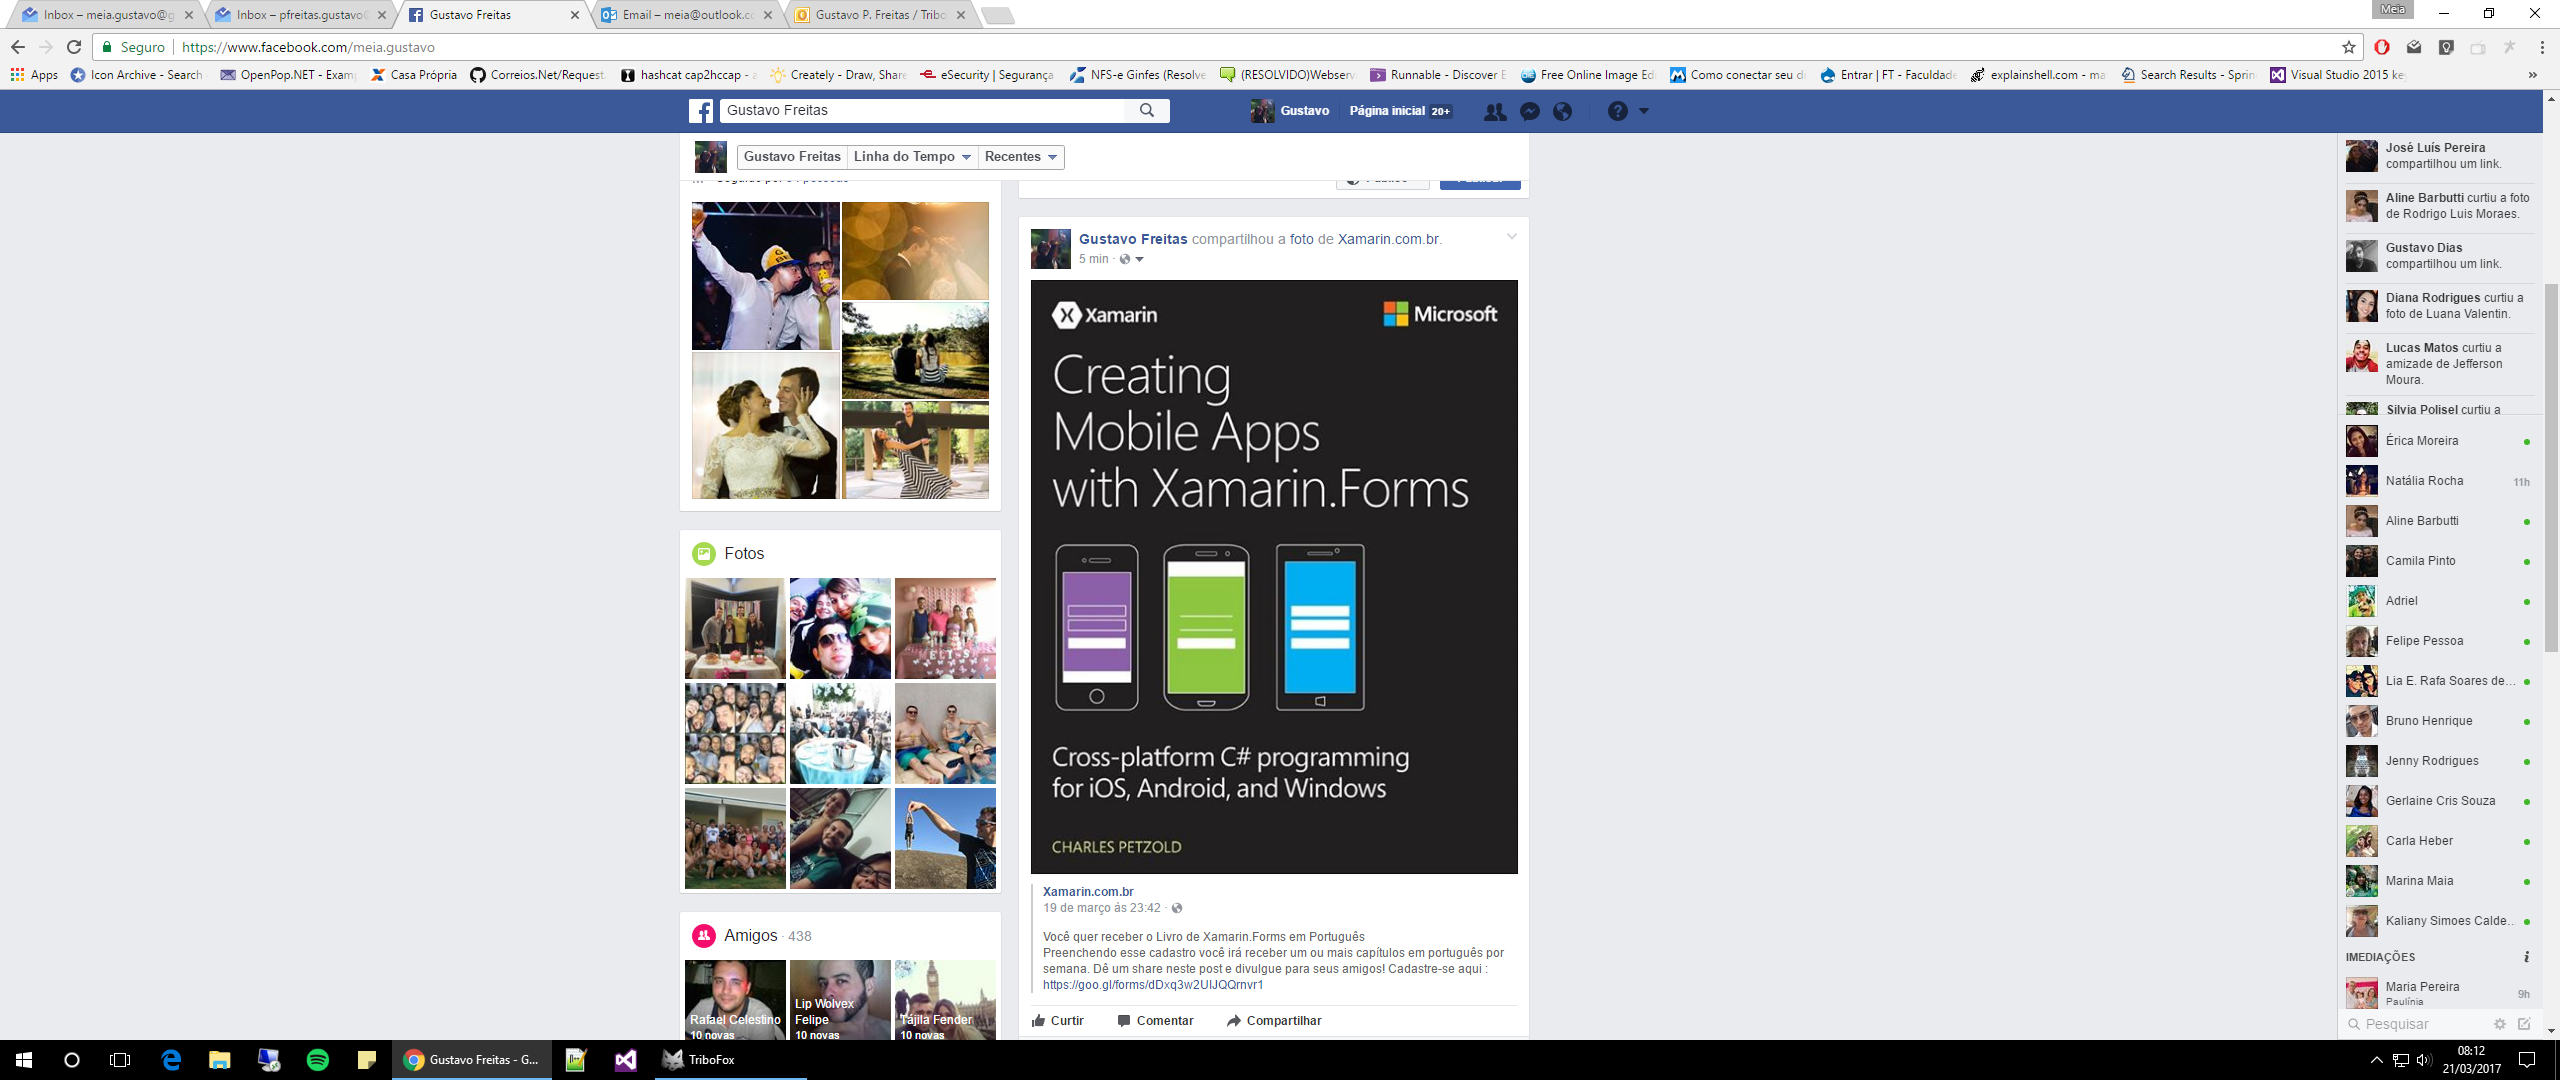 Inbox – meia.gustavo@g
Inbox – pfreitas.gustavo@
Gustavo Freitas
Email – meia@outlook.co
Gustavo P. Freitas / Tribo
Meia
Seguro
https://www.facebook.com/meia.gustavo
Apps
Icon Archive - Search
OpenPop.NET - Exam
Casa Própria
Correios.Net/Request
hashcat cap2hccap -
Creately - Draw, Share
eSecurity | Segurança
NFS-e Ginfes (Resolve
(RESOLVIDO)Webserv
Runnable - Discover E
Free Online Image Edi
Como conectar seu d
Entrar | FT - Faculdade
explainshell.com - ma
Search Results - Sprin
Visual Studio 2015 ke
»
Gustavo Freitas
Gustavo
Página inicial 20+
Gustavo Freitas
Linha do Tempo
Recentes
Gustavo Freitas compartilhou a foto de Xamarin.com.br.
5 min ·
Xamarin
Microsoft
Creating
Mobile Apps
with Xamarin.Forms
Cross-platform C# programming
for iOS, Android, and Windows
CHARLES PETZOLD
Xamarin.com.br
19 de março às 23:42 ·
Você quer receber o Livro de Xamarin.Forms em Português
Preenchendo esse cadastro você irá receber um ou mais capítulos em português por
semana. Dê um share neste post e divulgue para seus amigos! Cadastre-se aqui :
https://goo.gl/forms/dDxq3w2UIJQQrnvr1
Curtir
Comentar
Compartilhar
Fotos
Amigos · 438
Rafael Celestino
10 novas
Lip Wolvex
Felipe
10 novas
Tájila Fender
10 novas
José Luís Pereira
compartilhou um link.
Aline Barbutti curtiu a foto
de Rodrigo Luis Moraes.
Gustavo Dias
compartilhou um link.
Diana Rodrigues curtiu a
foto de Luana Valentin.
Lucas Matos curtiu a
amizade de Jefferson
Moura.
Silvia Polisel curtiu a
Érica Moreira
Natália Rocha
11h
Aline Barbutti
Camila Pinto
Adriel
Felipe Pessoa
Lia E. Rafa Soares de...
Bruno Henrique
Jenny Rodrigues
Gerlaine Cris Souza
Carla Heber
Marina Maia
Kaliany Simoes Calde...
IMEDIAÇÕES
Maria Pereira
9h
Paulínia
Pesquisar
Gustavo Freitas - G...
TriboFox
08:12
21/03/2017